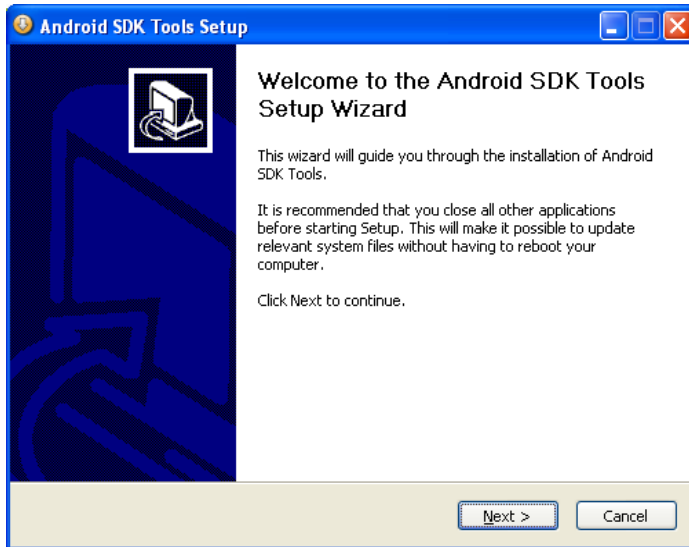 Android SDK Tools Setup
Welcome to the Android SDK Tools
Setup Wizard
This wizard will guide you through the installation of Android
SDK Tools.
It is recommended that you close all other applications
before starting Setup. This will make it possible to update
relevant system files without having to reboot your
computer.
Click Next to continue.
Next >
Cancel